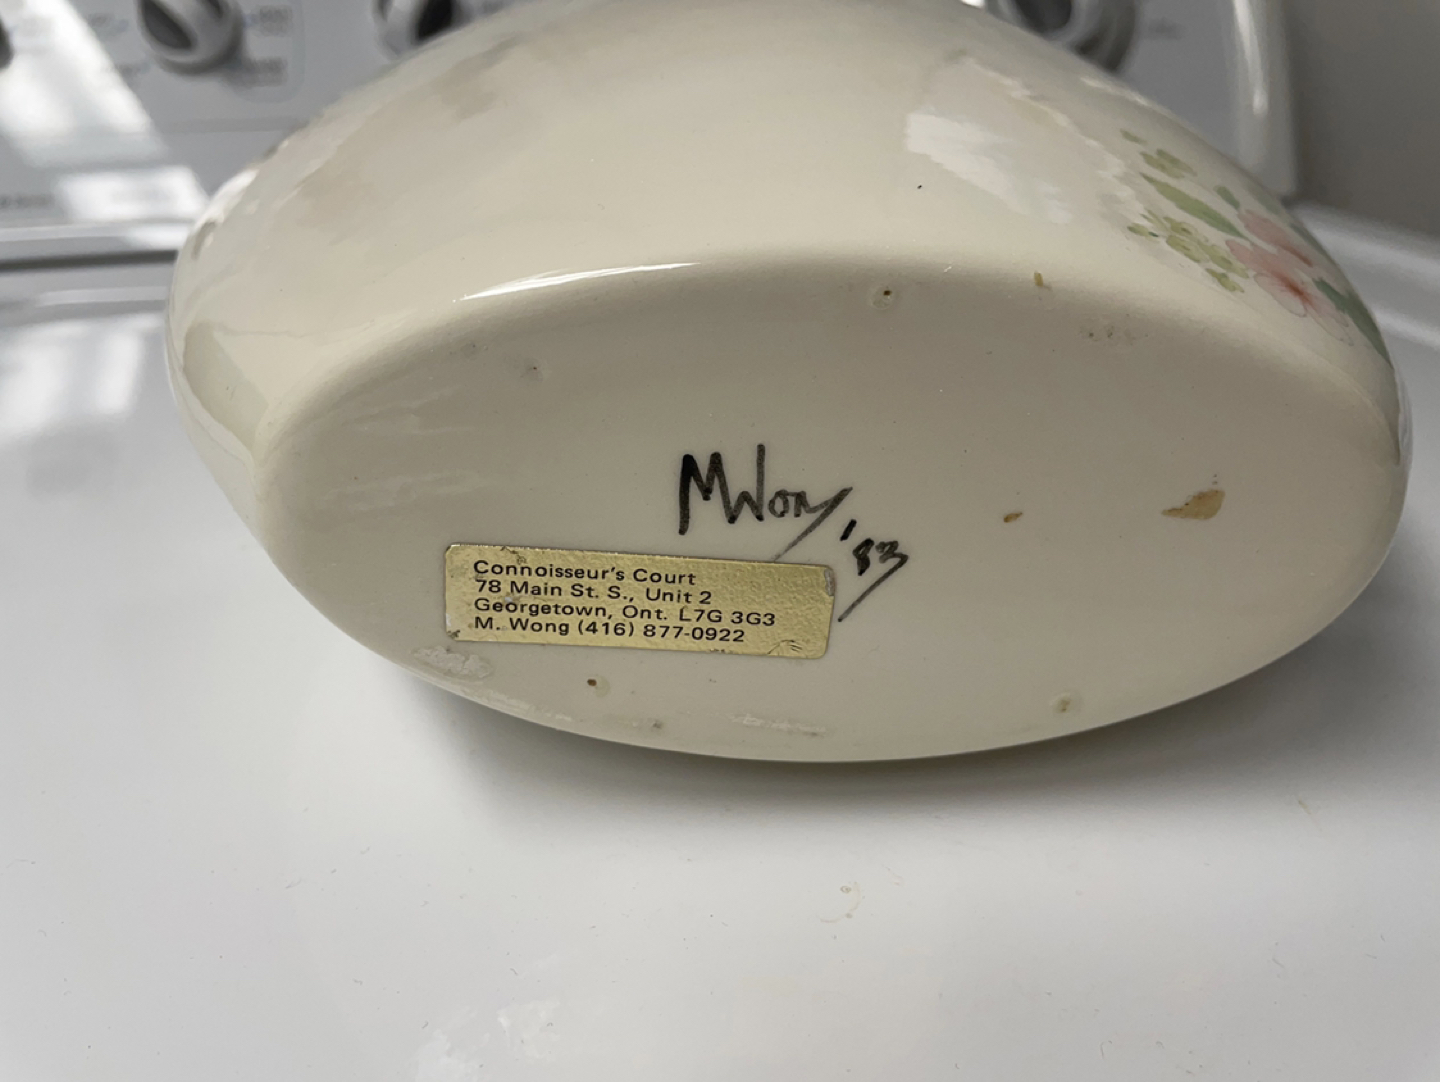 MWong
'83
Connoisseur's Court
78 Main St. S., Unit 2
Georgetown, Ont. L7G 3G3
M. Wong (416) 877-0922